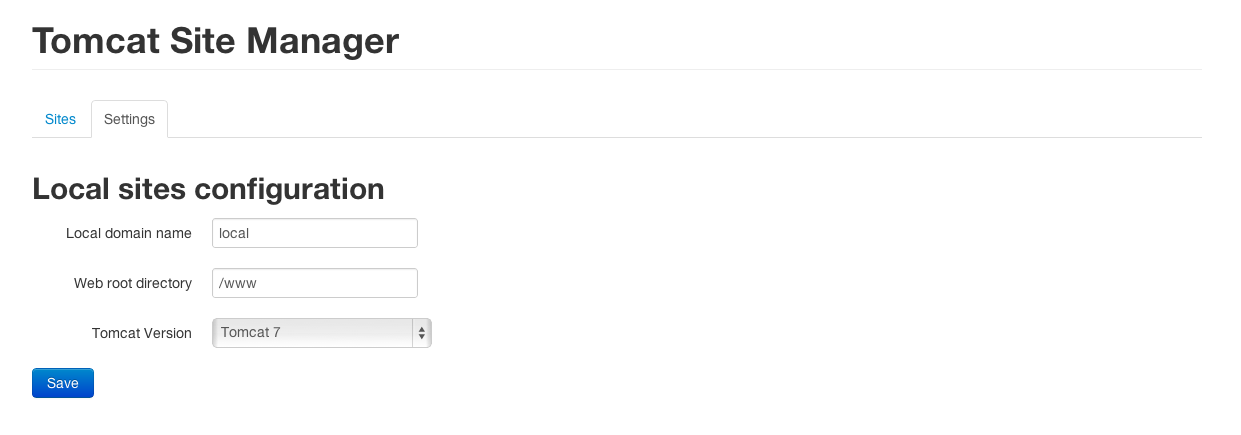 Tomcat Site Manager
Sites Settings
Local sites configuration
Local domain name local
Web root directory /www
Tomcat Version Tomcat 7
Save